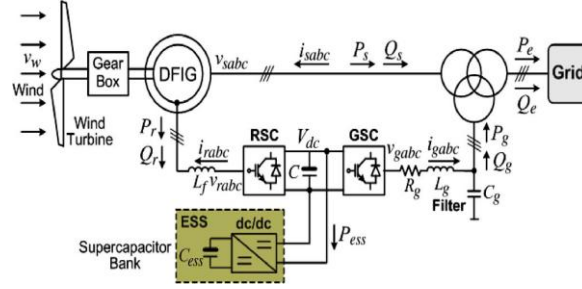 v_w
Wind
Wind
Turbine
Gear
Box
DFIG
v_sabc
i_sabc
P_s
Q_s
P_e
Q_e
Grid
P_r
Q_r
i_rabc
L_f
v_rabc
RSC
V_dc
C
GSC
v_gabc
i_gabc
R_g
L_g
Filter
C_g
P_g
Q_g
ESS
dc/dc
C_ess
P_ess
Supercapacitor
Bank